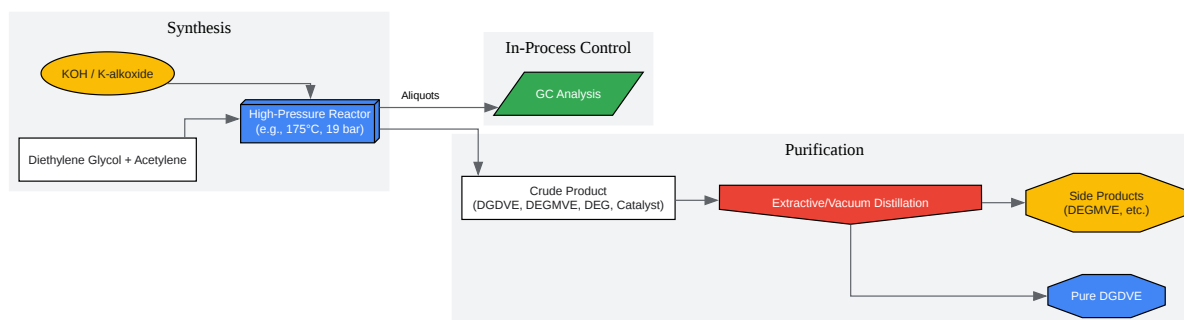 Synthesis
KOH / K-alkoxide
High-Pressure Reactor
(e.g., 175°C, 19 bar)
Diethylene Glycol + Acetylene
Aliquots
In-Process Control
GC Analysis
Purification
Crude Product
(DGDVE, DEGMVE, DEG, Catalyst)
Extractive/Vacuum Distillation
Side Products
(DEGMVE, etc.)
Pure DGDVE